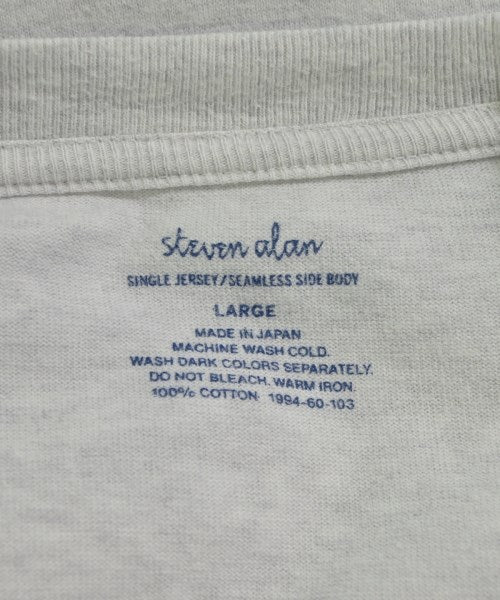 steven alan
SINGLE JERSEY/SEAMLESS SIDE BODY
LARGE
MADE IN JAPAN
MACHINE WASH COLD.
WASH DARK COLORS SEPARATELY.
DO NOT BLEACH. WARM IRON.
100% COTTON 1994-60-103